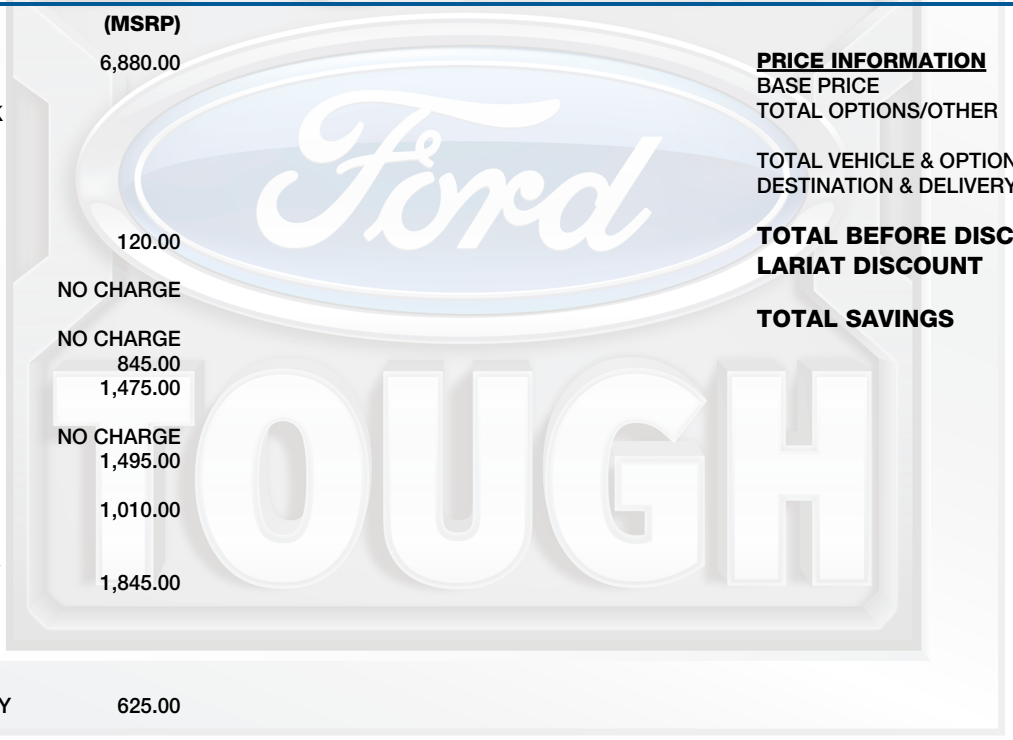 (MSRP)
6,880.00
120.00
NO CHARGE
NO CHARGE
845.00
1,475.00
NO CHARGE
1,495.00
1,010.00
1,845.00
Y 625.00
PRICE INFORMATION
BASE PRICE
TOTAL OPTIONS/OTHER
TOTAL VEHICLE & OPTION
DESTINATION & DELIVERY
TOTAL BEFORE DISC
LARIAT DISCOUNT
TOTAL SAVINGS
Ford
TOUGH